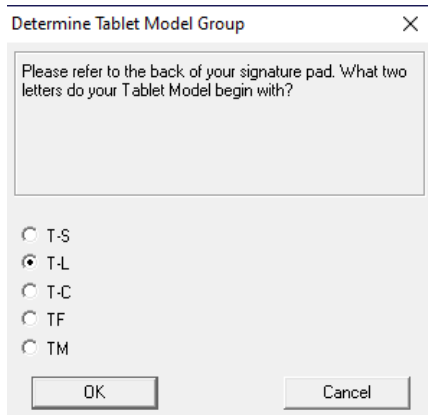 Determine Tablet Model Group
Please refer to the back of your signature pad. What two
letters do your Tablet Model begin with?
T-S
T-L
T-C
TF
TM
OK
Cancel